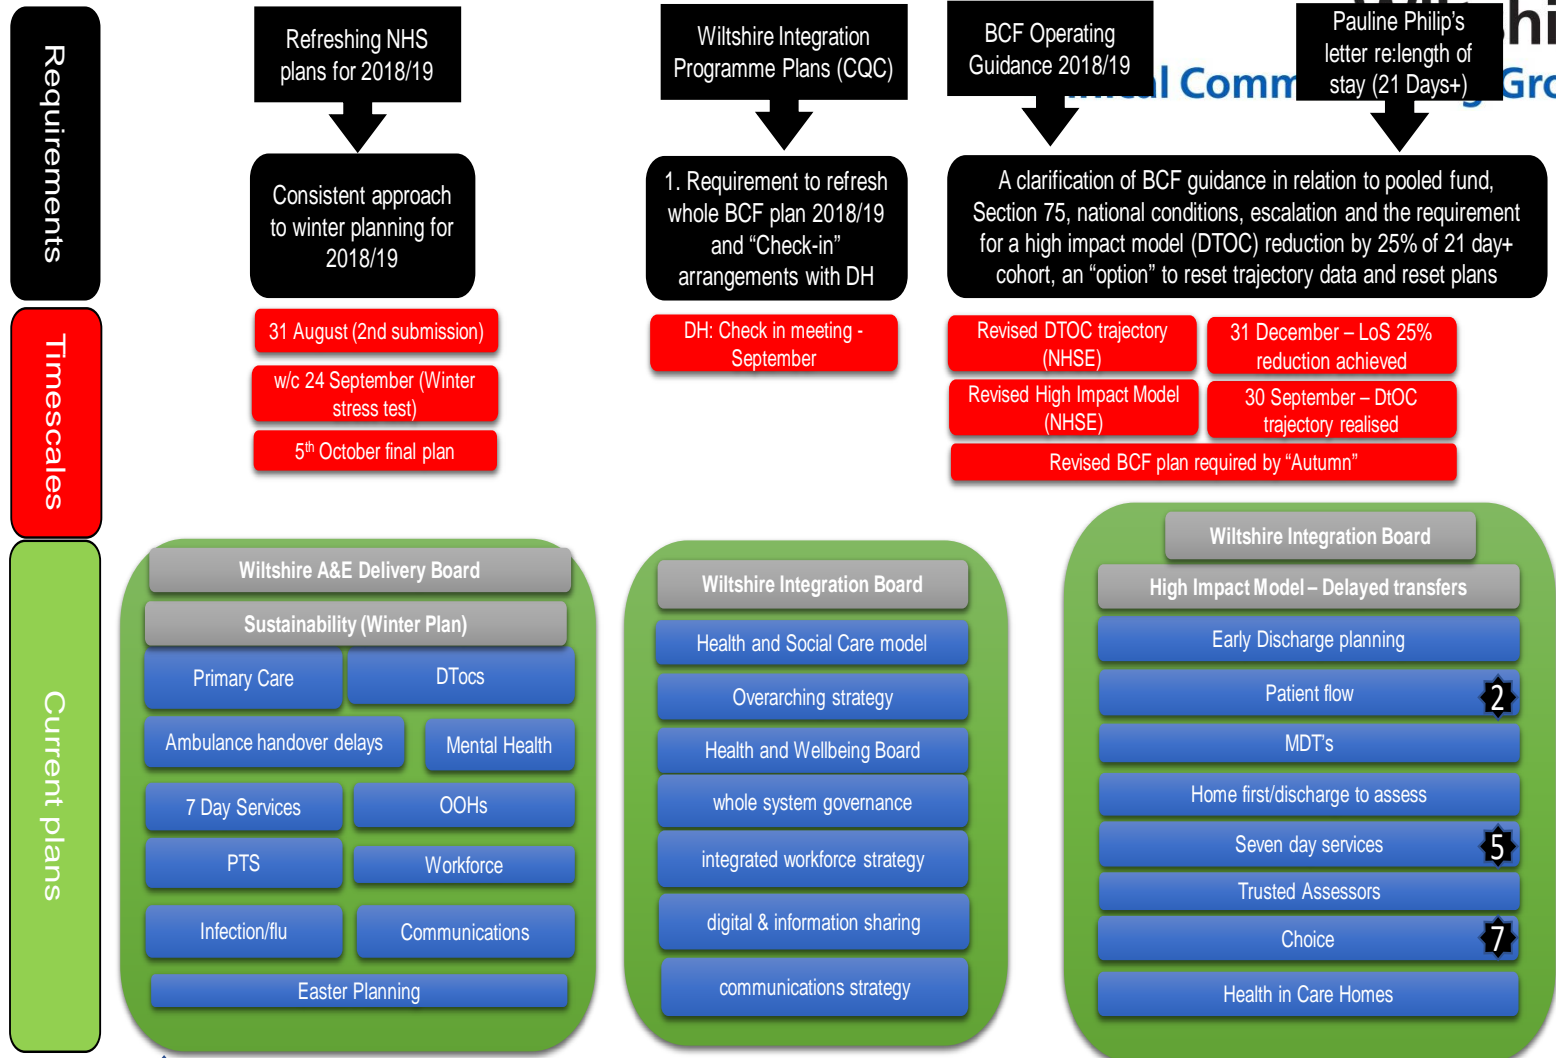 Requirements
Refreshing NHS
plans for 2018/19
Wiltshire Integration
Programme Plans (CQC)
BCF Operating
Guidance 2018/19
Pauline Philip's
letter re:length of
stay (21 Days+)
Consistent approach
to winter planning for
2018/19
1. Requirement to refresh
whole BCF plan 2018/19
and “Check-in”
arrangements with DH
A clarification of BCF guidance in relation to pooled fund,
Section 75, national conditions, escalation and the requirement
for a high impact model (DTOC) reduction by 25% of 21 day+
cohort, an “option” to reset trajectory data and reset plans
Timescales
31 August (2nd submission)
w/c 24 September (Winter
stress test)
5th October final plan
DH: Check in meeting -
September
Revised DTOC trajectory
(NHSE)
31 December – LoS 25%
reduction achieved
Revised High Impact Model
(NHSE)
30 September – DtOC
trajectory realised
Revised BCF plan required by “Autumn”
Current plans
Wiltshire A&E Delivery Board
Sustainability (Winter Plan)
Primary Care
DTocs
Ambulance handover delays
Mental Health
7 Day Services
OOHs
PTS
Workforce
Infection/flu
Communications
Easter Planning
Wiltshire Integration Board
Health and Social Care model
Overarching strategy
Health and Wellbeing Board
whole system governance
integrated workforce strategy
digital & information sharing
communications strategy
Wiltshire Integration Board
High Impact Model – Delayed transfers
Early Discharge planning
Patient flow
2
MDT's
Home first/discharge to assess
Seven day services
5
Trusted Assessors
Choice
7
Health in Care Homes